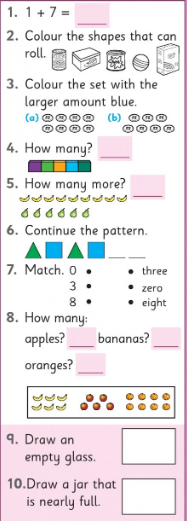 1. 1 + 7 =
2. Colour the shapes that can
roll.
3. Colour the set with the
larger amount blue.
(a) (b)
4. How many?
5. How many more?
6. Continue the pattern.
7. Match. 0 • • three
3 • • zero
8 • • eight
8. How many:
apples? bananas?
oranges?
9. Draw an
empty glass.
10. Draw a jar that
is nearly full.